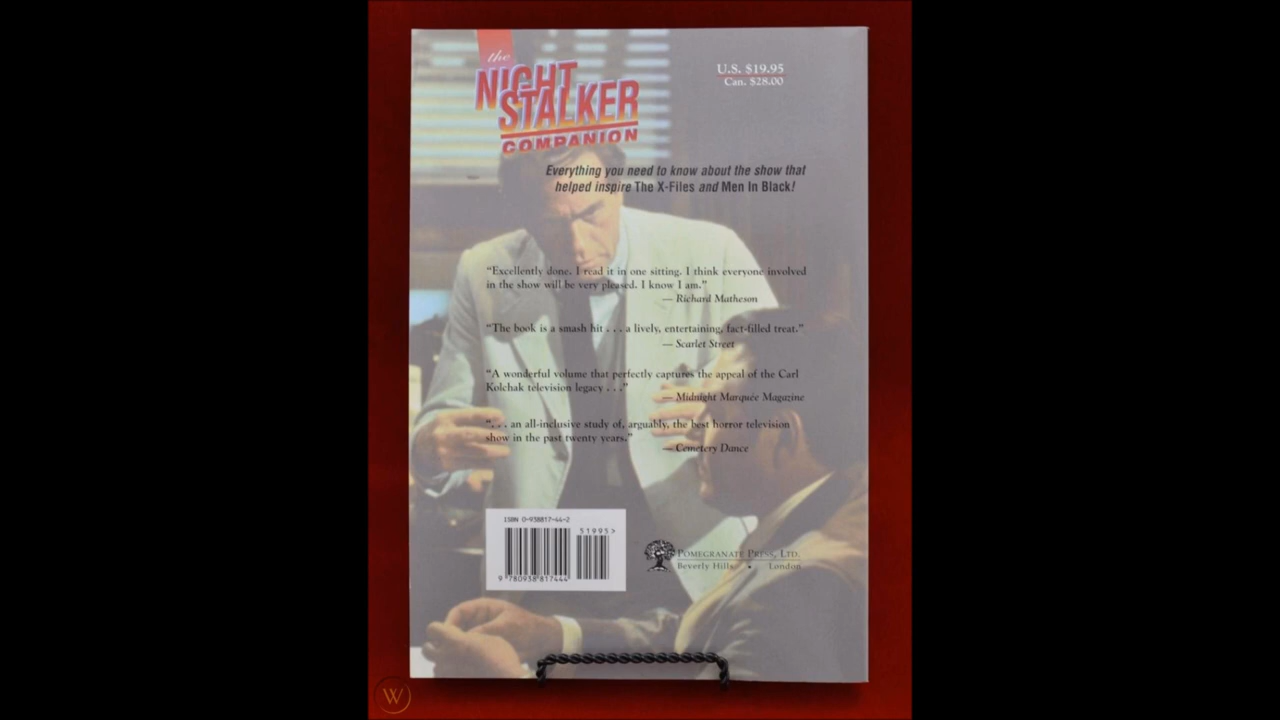 the
NIGHT
STALKER
COMPANION
U.S. $19.95
Can. $28.00
Everything you need to know about the show that
helped inspire The X-Files and Men In Black!
“Excellently done. I read it in one sitting. I think everyone involved
in the show will be very pleased. I know I am.”
— Richard Matheson
“The book is a smash hit . . . a lively, entertaining, fact-filled treat.”
— Scarlet Street
“A wonderful volume that perfectly captures the appeal of the Carl
Kolchak television legacy . . .”
— Midnight Marquée Magazine
“. . . an all-inclusive study of, arguably, the best horror television
show in the past twenty years.”
— Cemetery Dance
ISBN 0-938817-44-2
51995>
9 780938 817444
POMEGRANATE PRESS, LTD.
Beverly Hills • London
W